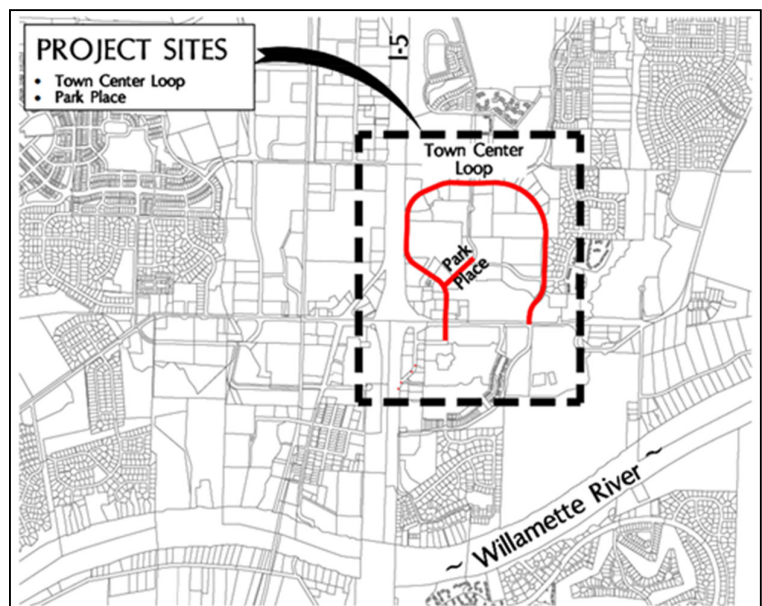 PROJECT SITES
• Town Center Loop
• Park Place
I-5
Town Center
Loop
Park
Place
~ Willamette River ~